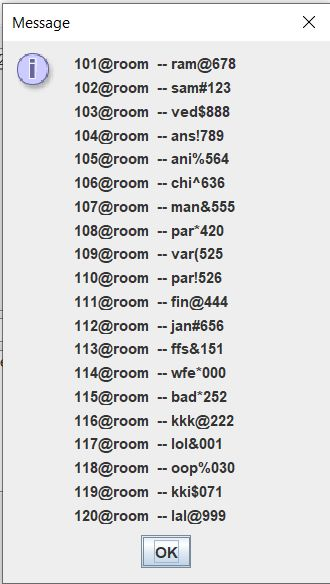 Message
101@room -- ram@678
102@room -- sam#123
103@room -- ved$888
104@room -- ans!789
105@room -- ani%564
106@room -- chi^636
107@room -- man&555
108@room -- par*420
109@room -- var(525
110@room -- par!526
111@room -- fin@444
112@room -- jan#656
113@room -- ffs&151
114@room -- wfe*000
115@room -- bad*252
116@room -- kkk@222
117@room -- lol&001
118@room -- oop%030
119@room -- kki$071
120@room -- lal@999
OK